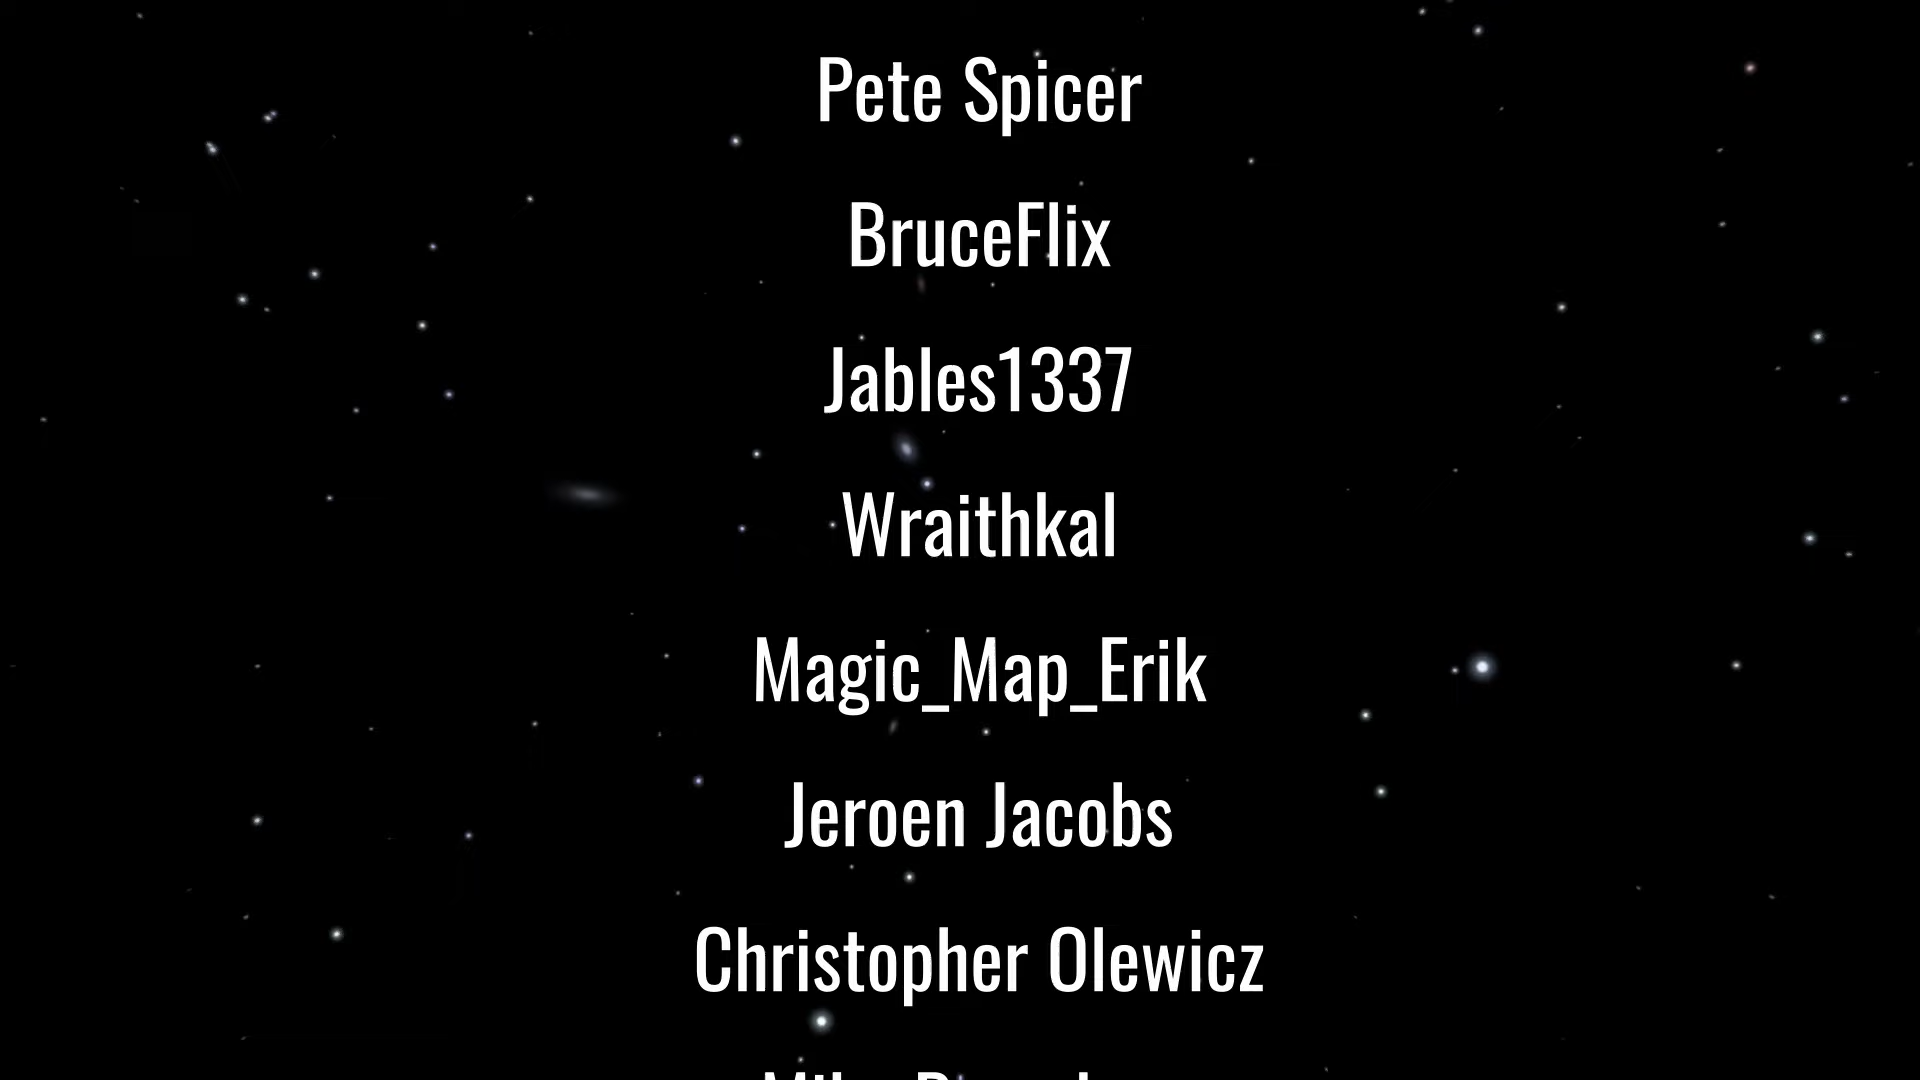 Pete Spicer
BruceFlix
Jables1337
Wraithkal
Magic_Map_Erik
Jeroen Jacobs
Christopher Olewicz